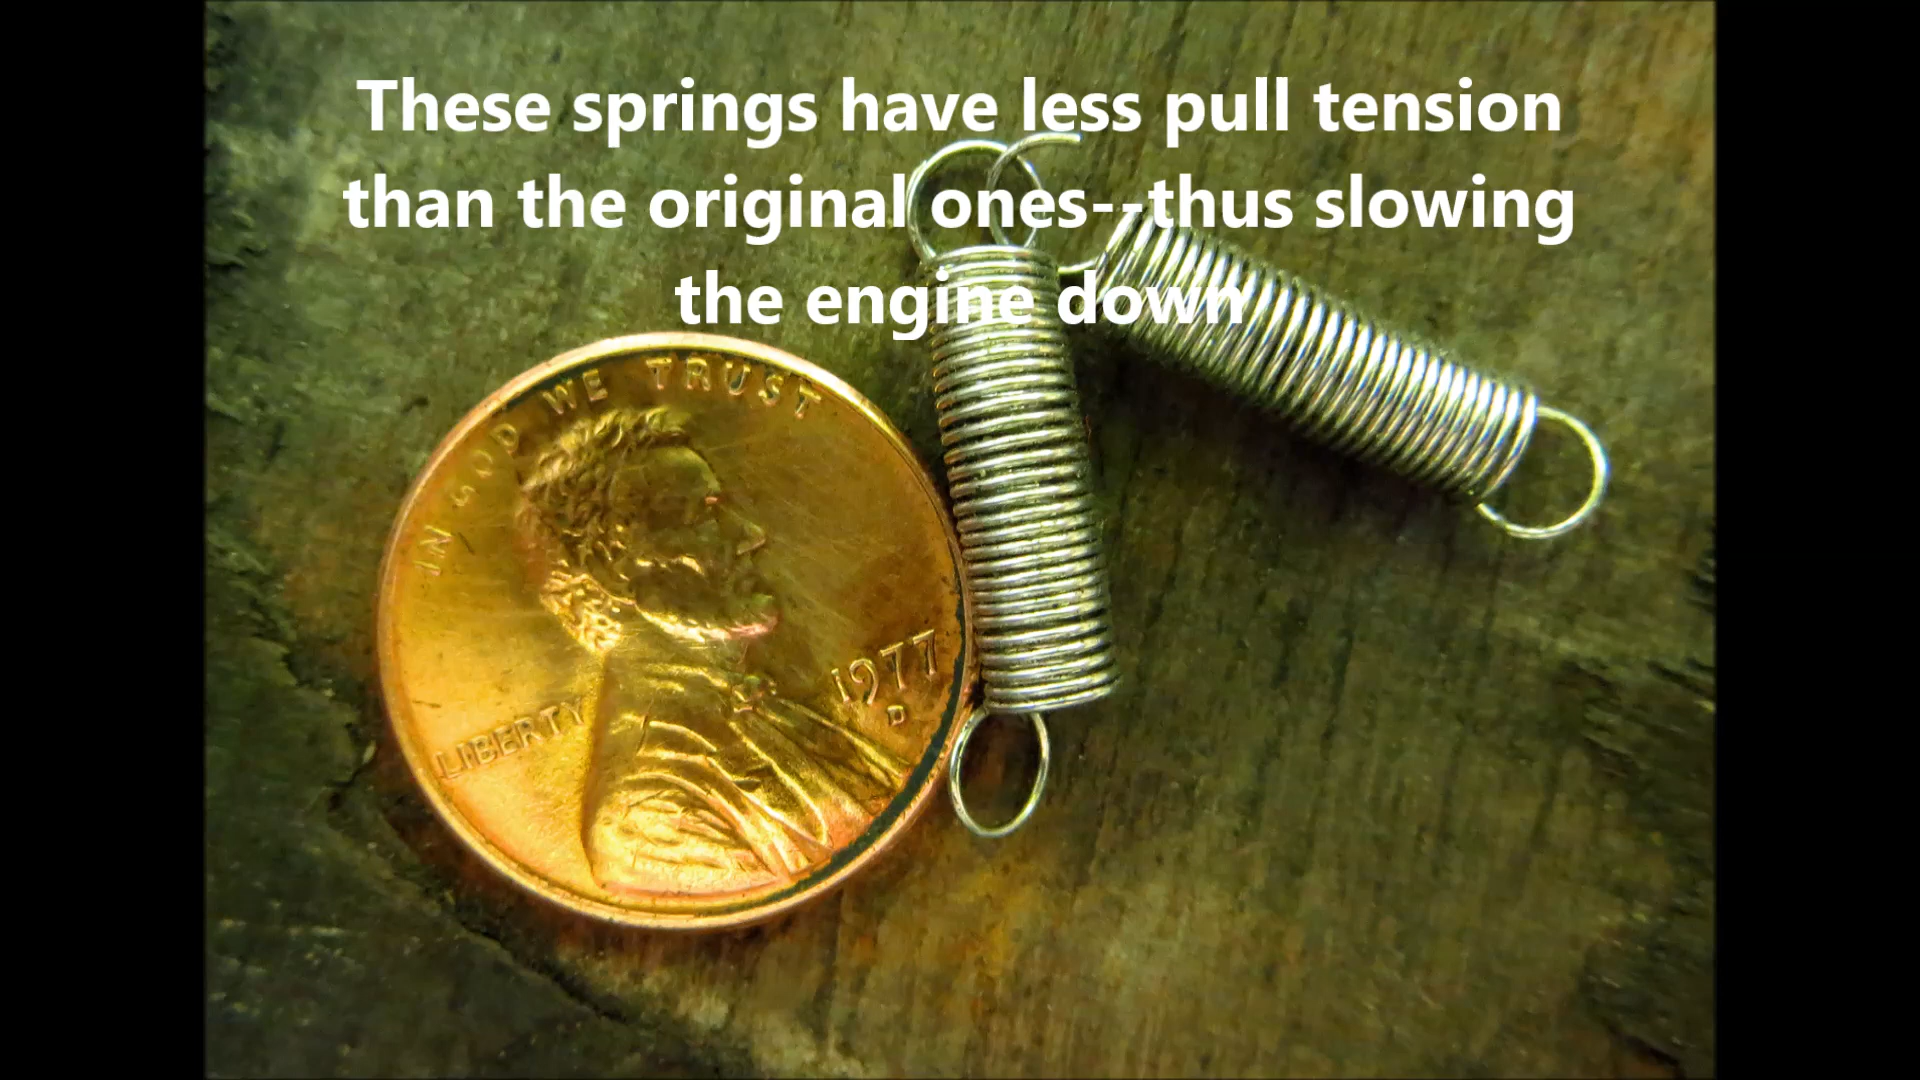 These springs have less pull tension
than the original ones--thus slowing
the engine down
IN GOD WE TRUST
LIBERTY
1977
D